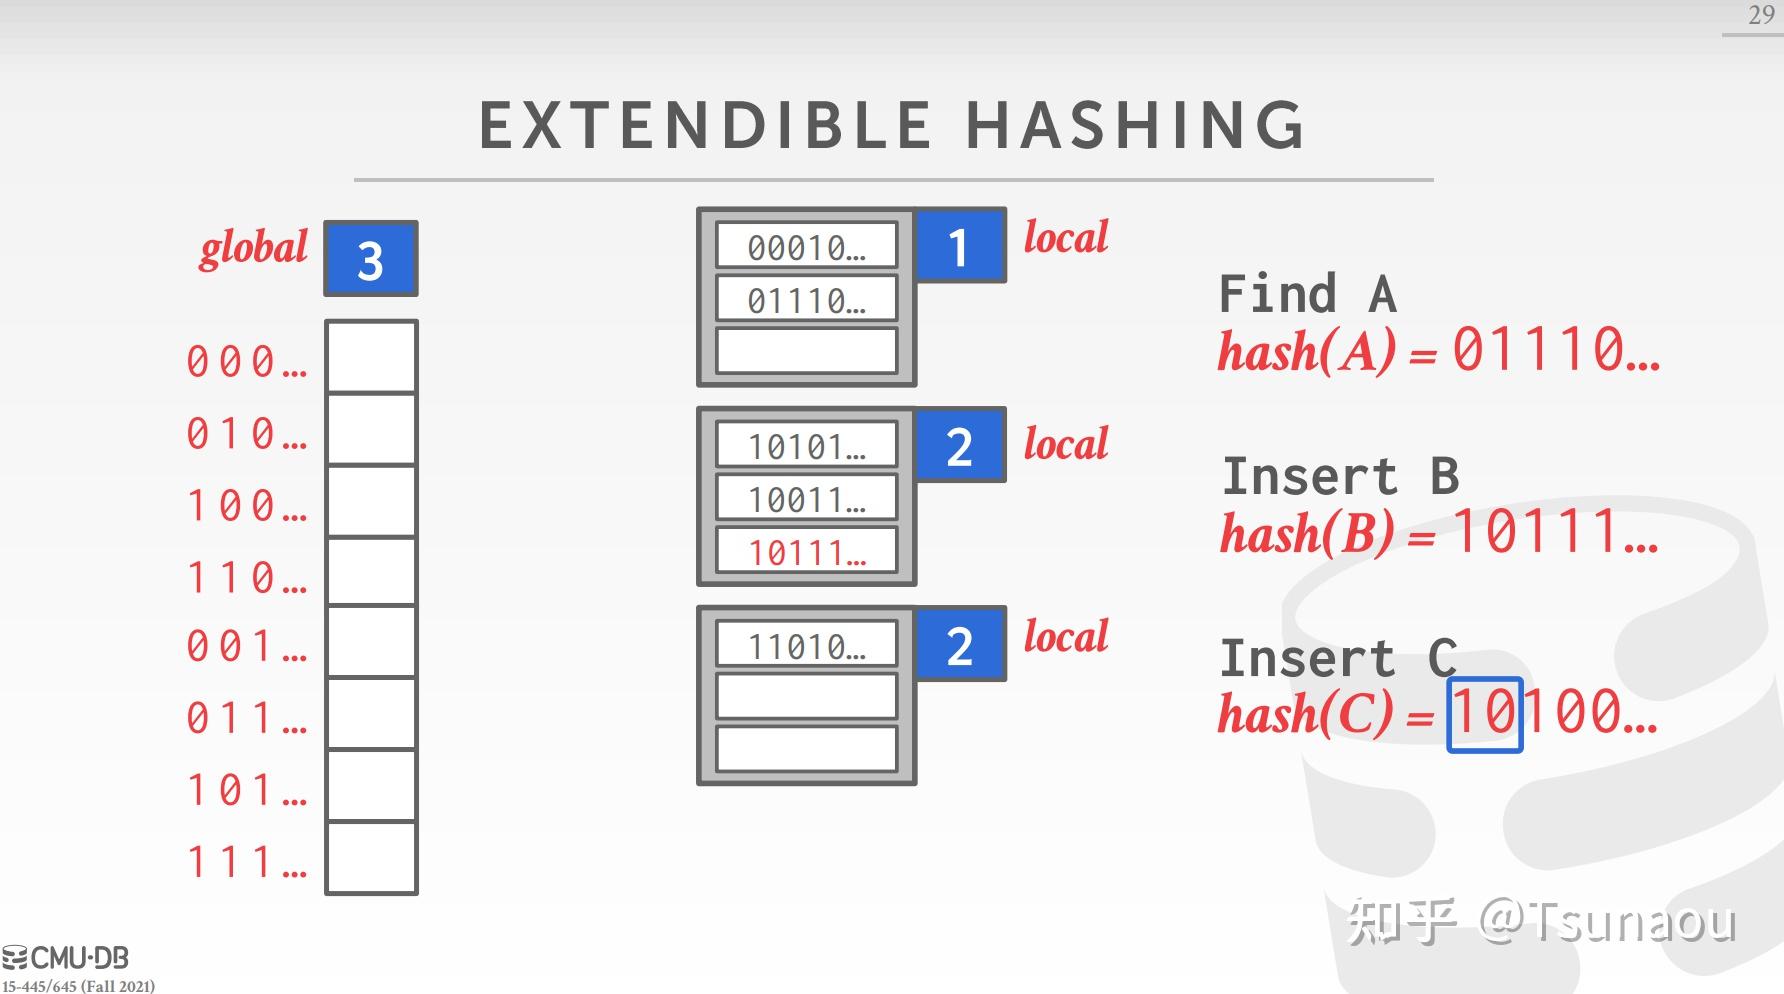 29
EXTENDIBLE HASHING
global 3
000…
010…
100…
110…
001…
011…
101…
111…
00010… 1 local
01110…
10101… 2 local
10011…
10111…
11010… 2 local
Find A
hash(A) = 01110…
Insert B
hash(B) = 10111…
Insert C
hash(C) = 10100…
知乎 @Tsunaou
CMU·DB
15-445/645 (Fall 2021)